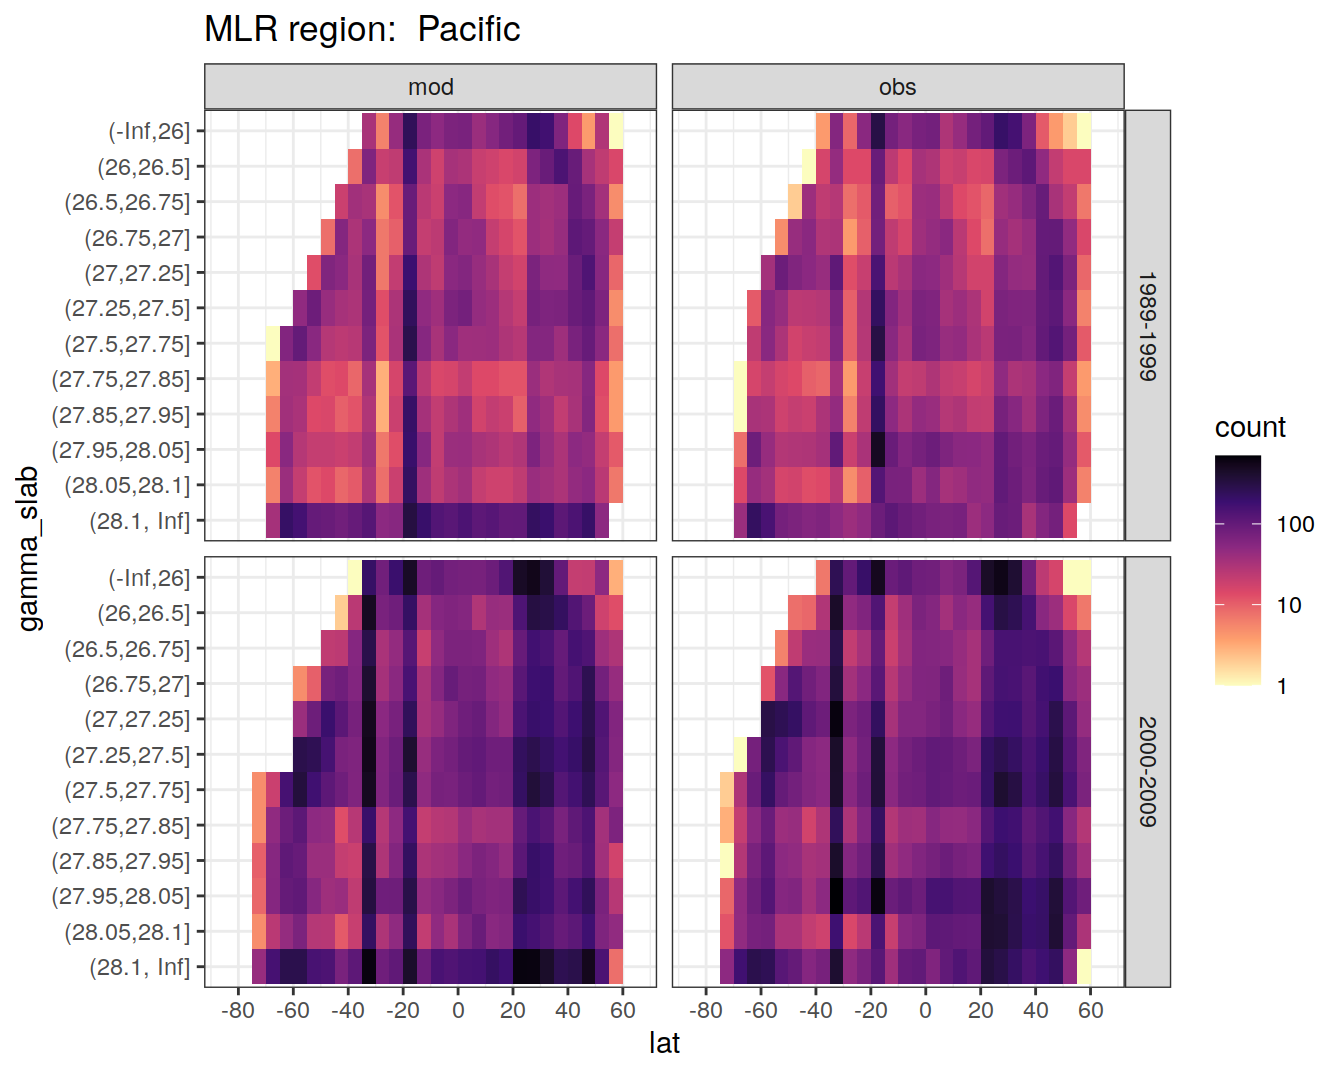 MLR region:  Pacific
mod
obs
(-Inf,26]
(26,26.5]
(26.5,26.75]
(26.75,27]
(27,27.25]
(27.25,27.5]
(27.5,27.75]
(27.75,27.85]
(27.85,27.95]
(27.95,28.05]
(28.05,28.1]
(28.1, Inf]
1989-1999
(-Inf,26]
(26,26.5]
(26.5,26.75]
(26.75,27]
(27,27.25]
(27.25,27.5]
(27.5,27.75]
(27.75,27.85]
(27.85,27.95]
(27.95,28.05]
(28.05,28.1]
(28.1, Inf]
2000-2009
gamma_slab
-80 -60 -40 -20 0 20 40 60
-80 -60 -40 -20 0 20 40 60
lat
count
100
10
1